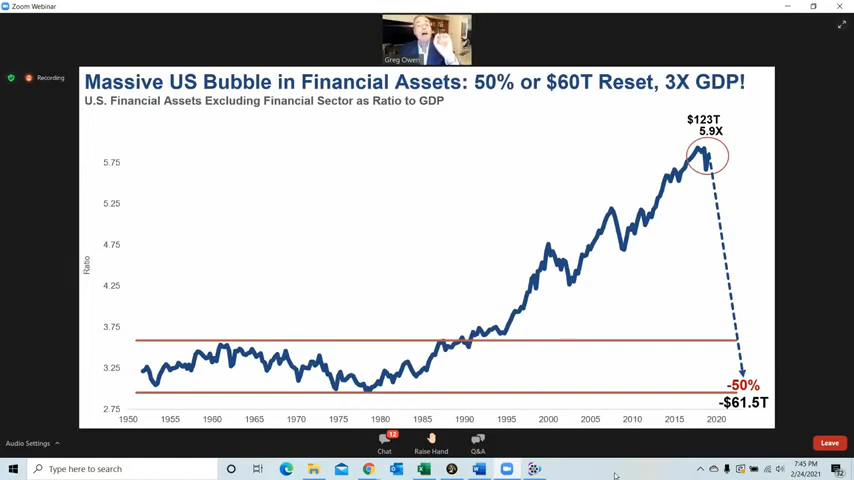 Zoom Webinar
Greg Owen
Recording
Massive US Bubble in Financial Assets: 50% or $60T Reset, 3X GDP!
U.S. Financial Assets Excluding Financial Sector as Ratio to GDP
$123T
5.9X
5.75
5.25
4.75
4.25
3.75
3.25
2.75
Ratio
-50%
-$61.5T
1950
1955
1960
1965
1970
1975
1980
1985
1990
1995
2000
2005
2010
2015
2020
Audio Settings
12
Chat
Raise Hand
Q&A
Leave
Type here to search
7:45 PM
2/24/2021